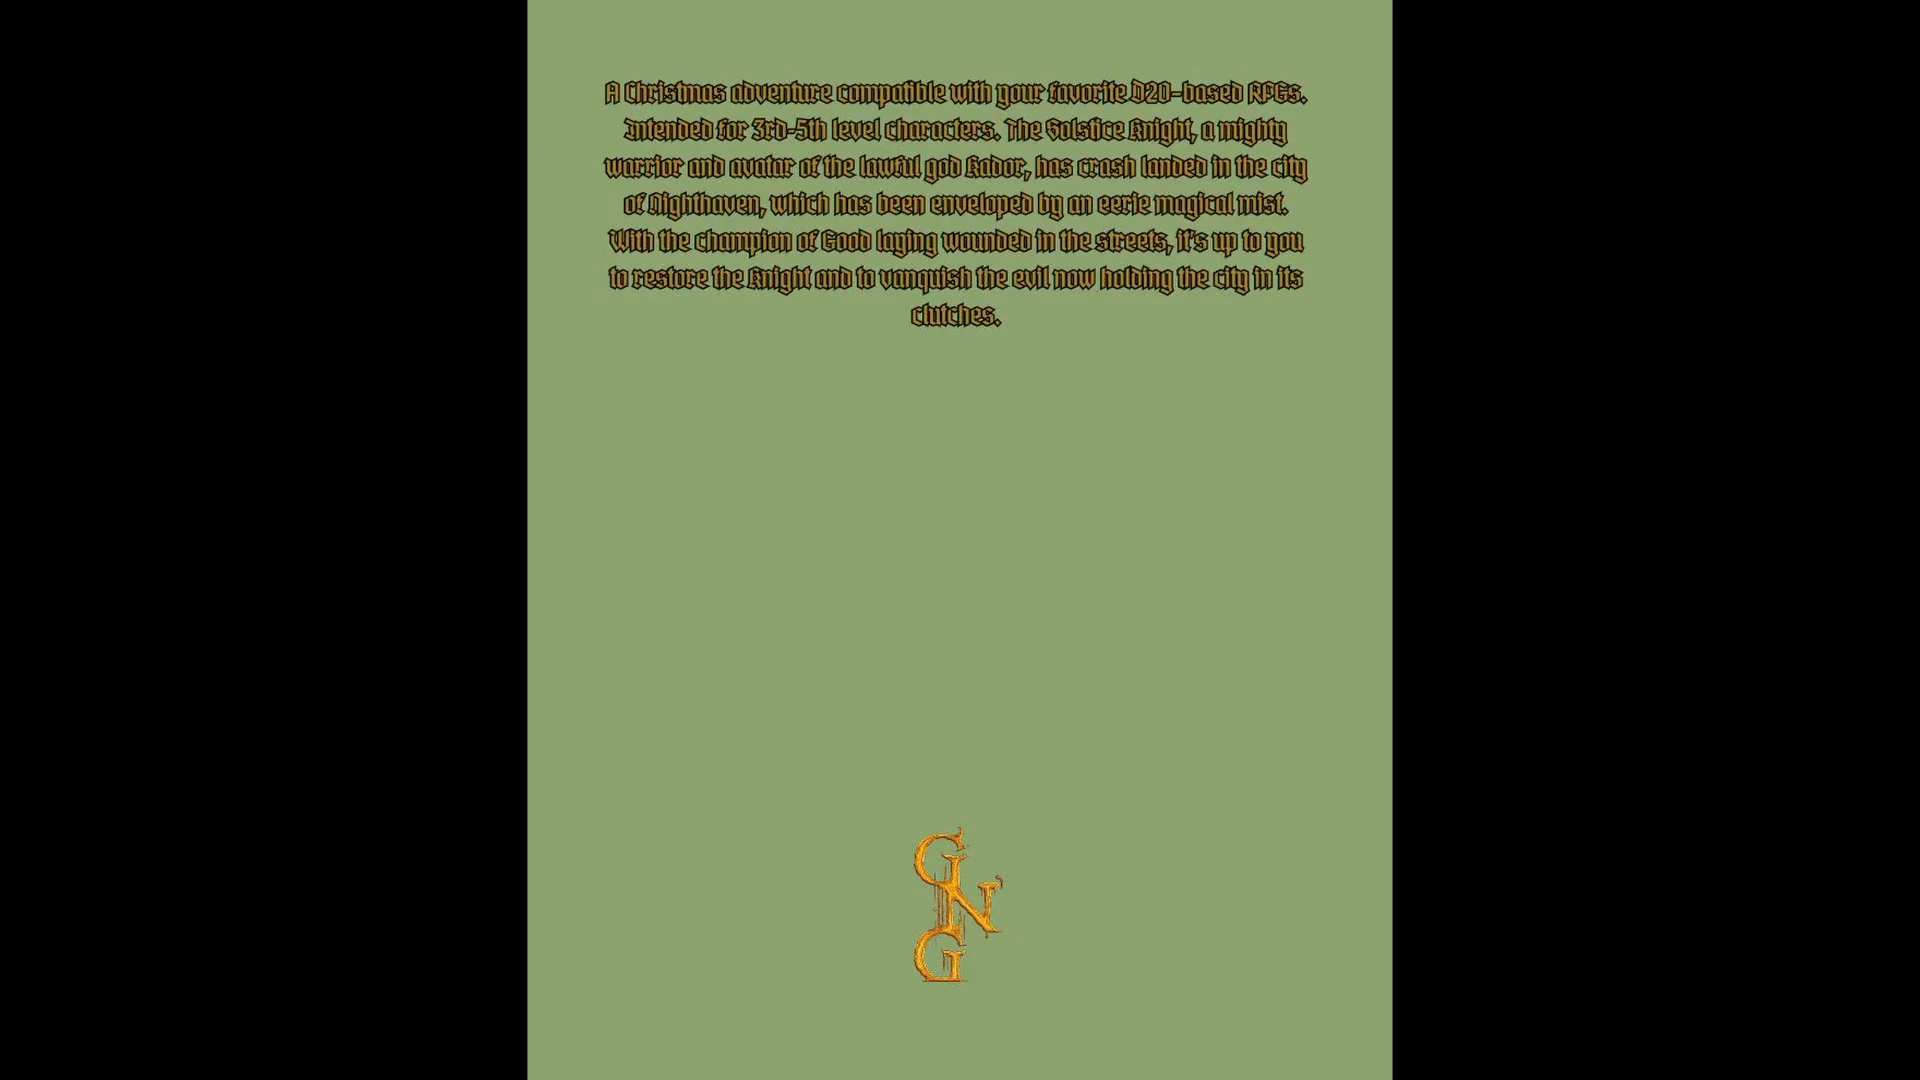 A Christmas adventure compatible with your favorite D20-based RPGs.
Intended for 3rd-5th level characters. The Solstice Knight, a mighty
warrior and avatar of the lawful god Kador, has crash landed in the city
of Nighthaven, which has been enveloped by an eerie magical mist.
With the champion of Good laying wounded in the streets, it's up to you
to restore the Knight and to vanquish the evil now holding the city in its
clutches.
G
N
G